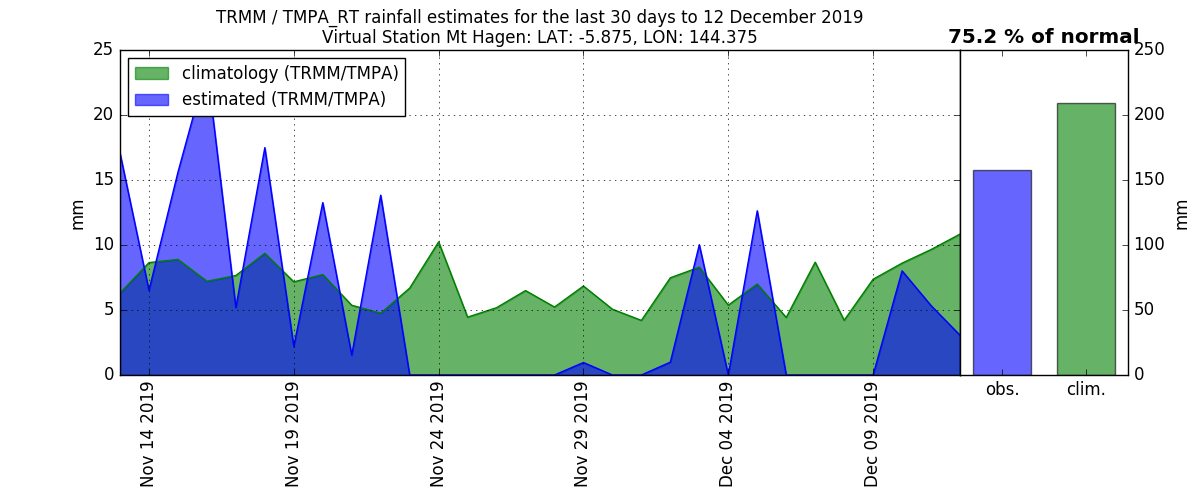 TRMM / TMPA_RT rainfall estimates for the last 30 days to 12 December 2019
Virtual Station Mt Hagen: LAT: -5.875, LON: 144.375
75.2 % of normal
climatology (TRMM/TMPA)
estimated (TRMM/TMPA)
25
20
15
10
5
0
mm
Nov 14 2019
Nov 19 2019
Nov 24 2019
Nov 29 2019
Dec 04 2019
Dec 09 2019
250
200
150
100
50
0
mm
obs.
clim.